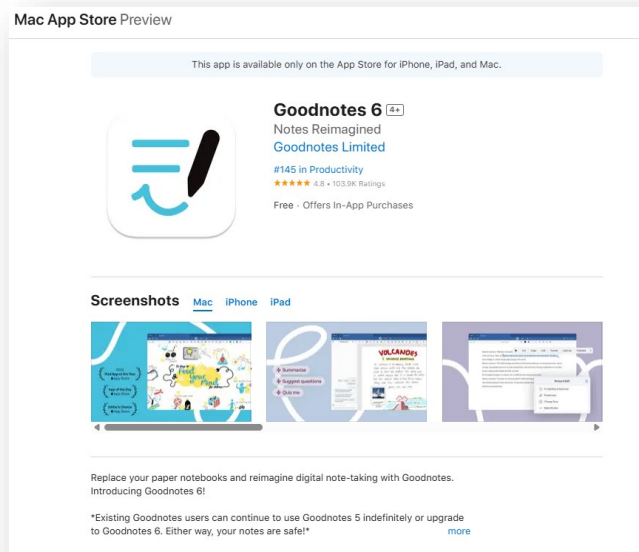 Mac App Store Preview
This app is available only on the App Store for iPhone, iPad, and Mac.
Goodnotes 6 4+
Notes Reimagined
Goodnotes Limited
#145 in Productivity
★★★★★ 4.8 • 103.9K Ratings
Free · Offers In-App Purchases
Screenshots Mac iPhone iPad
Food
Mind
Summarize
Suggest questions
Quiz me
VOLCANOES
Replace your paper notebooks and reimagine digital note-taking with Goodnotes.
Introducing Goodnotes 6!
*Existing Goodnotes users can continue to use Goodnotes 5 indefinitely or upgrade
to Goodnotes 6. Either way, your notes are safe!* more